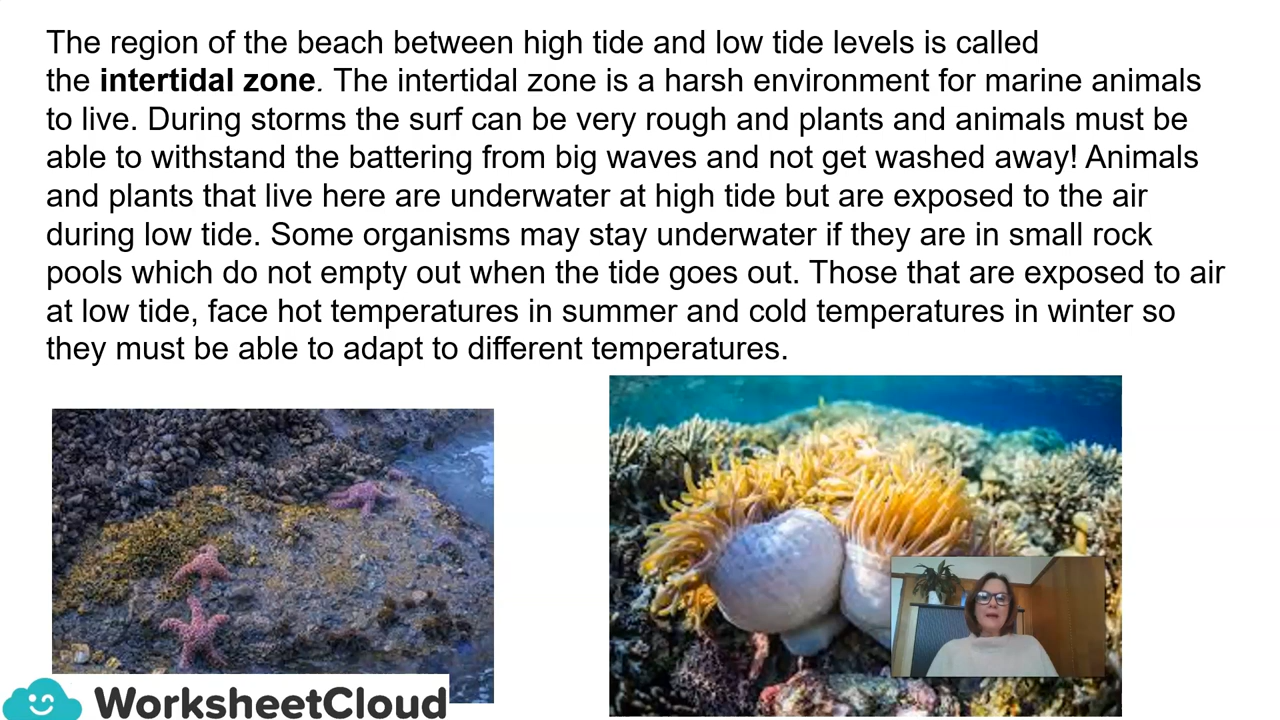 The region of the beach between high tide and low tide levels is called
the intertidal zone. The intertidal zone is a harsh environment for marine animals
to live. During storms the surf can be very rough and plants and animals must be
able to withstand the battering from big waves and not get washed away! Animals
and plants that live here are underwater at high tide but are exposed to the air
during low tide. Some organisms may stay underwater if they are in small rock
pools which do not empty out when the tide goes out. Those that are exposed to air
at low tide, face hot temperatures in summer and cold temperatures in winter so
they must be able to adapt to different temperatures.
WorksheetCloud